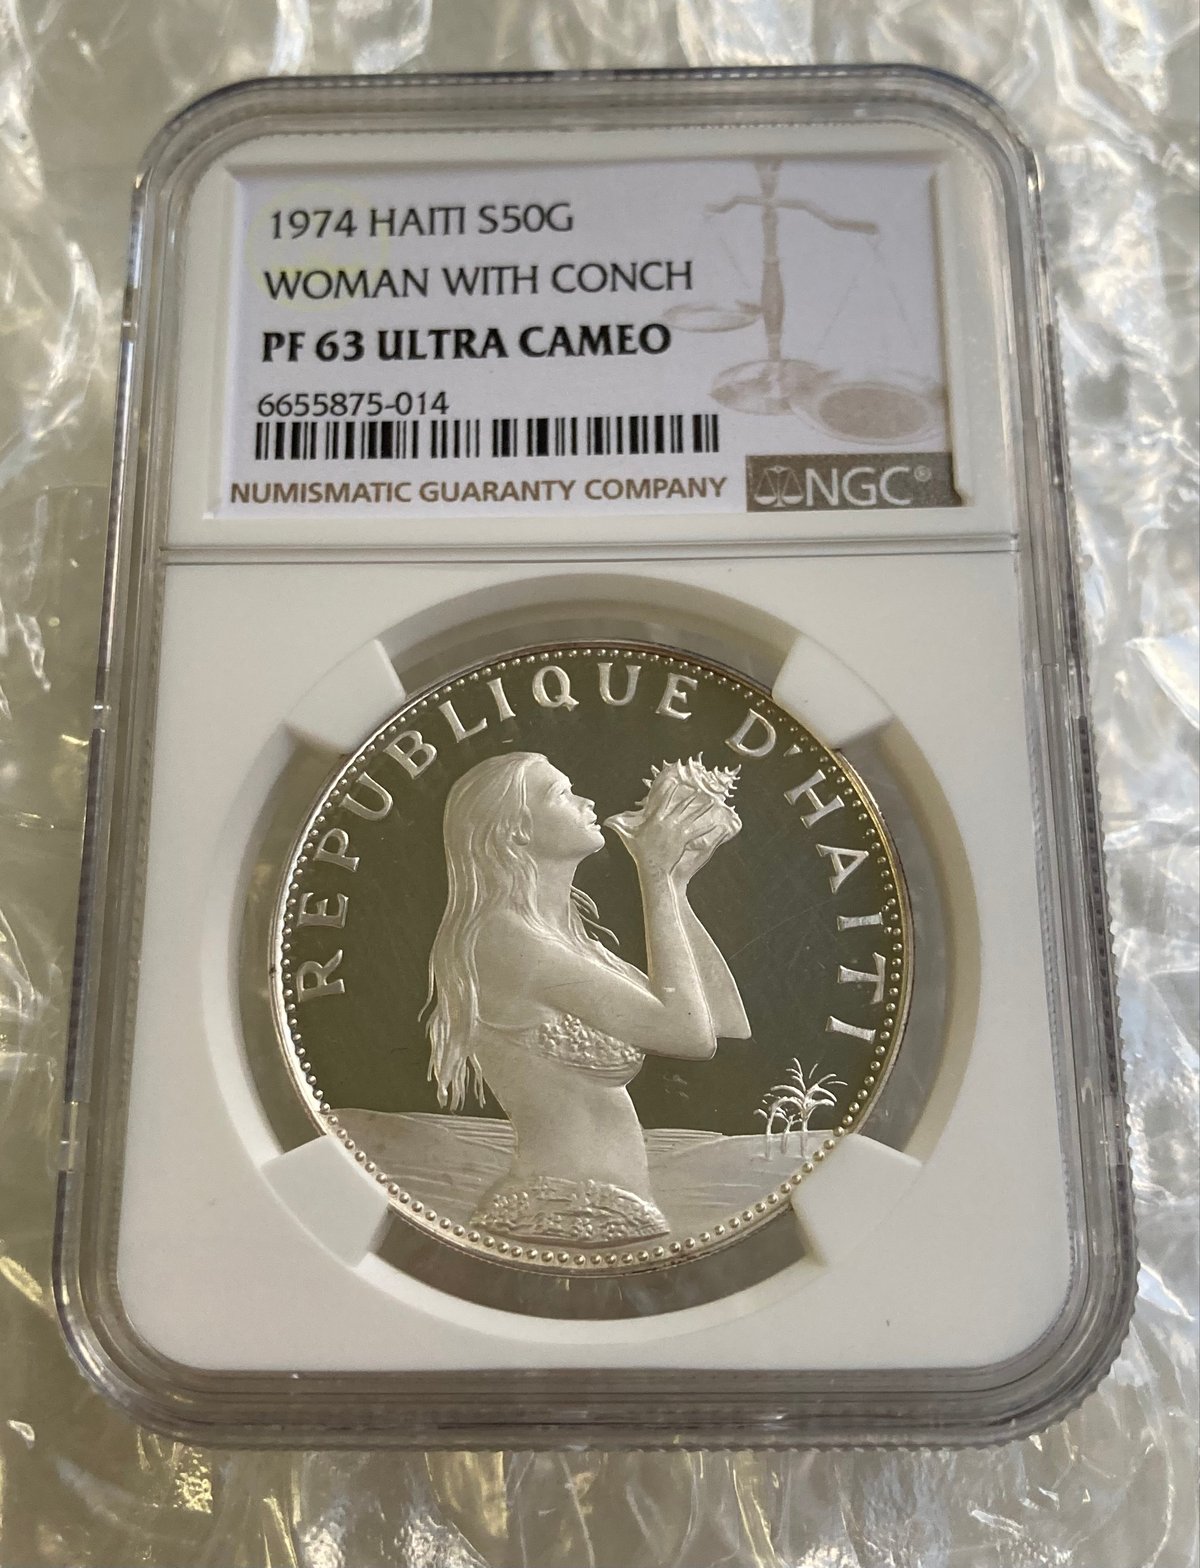 1974 HAITI S50G
WOMAN WITH CONCH
PF 63 ULTRA CAMEO
6655875-014
NUMISMATIC GUARANTY COMPANY
NGC®
REPUBLIQUE D'HAITI